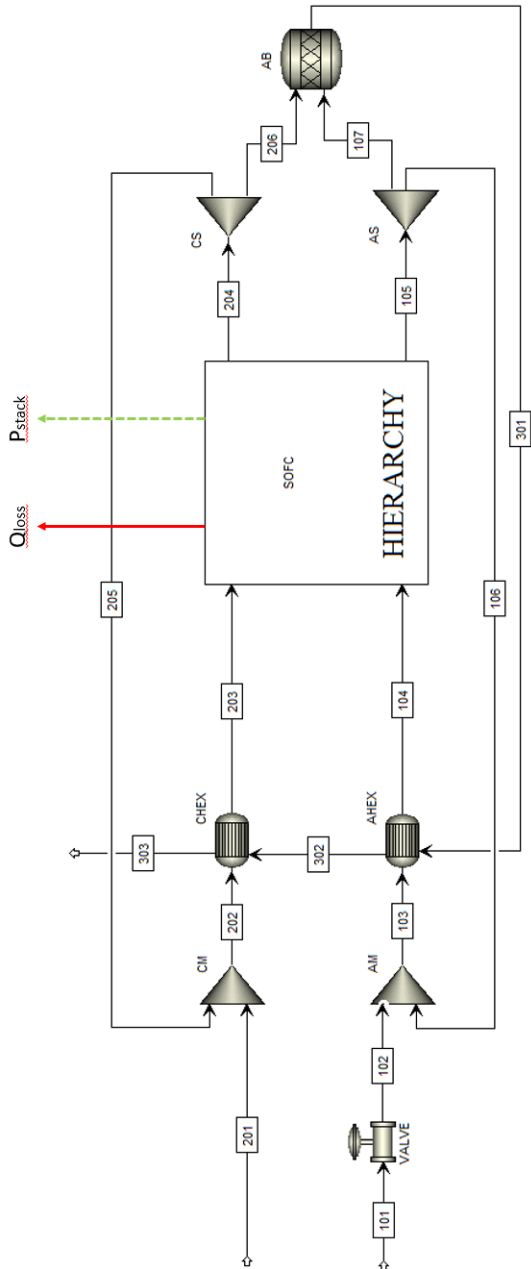 Qloss
Pstack
205
303
CM
202
CHEX
203
204
CS
206
AB
201
302
SOFC
HIERARCHY
107
101
VALVE
102
AM
103
AHEX
104
105
AS
106
301